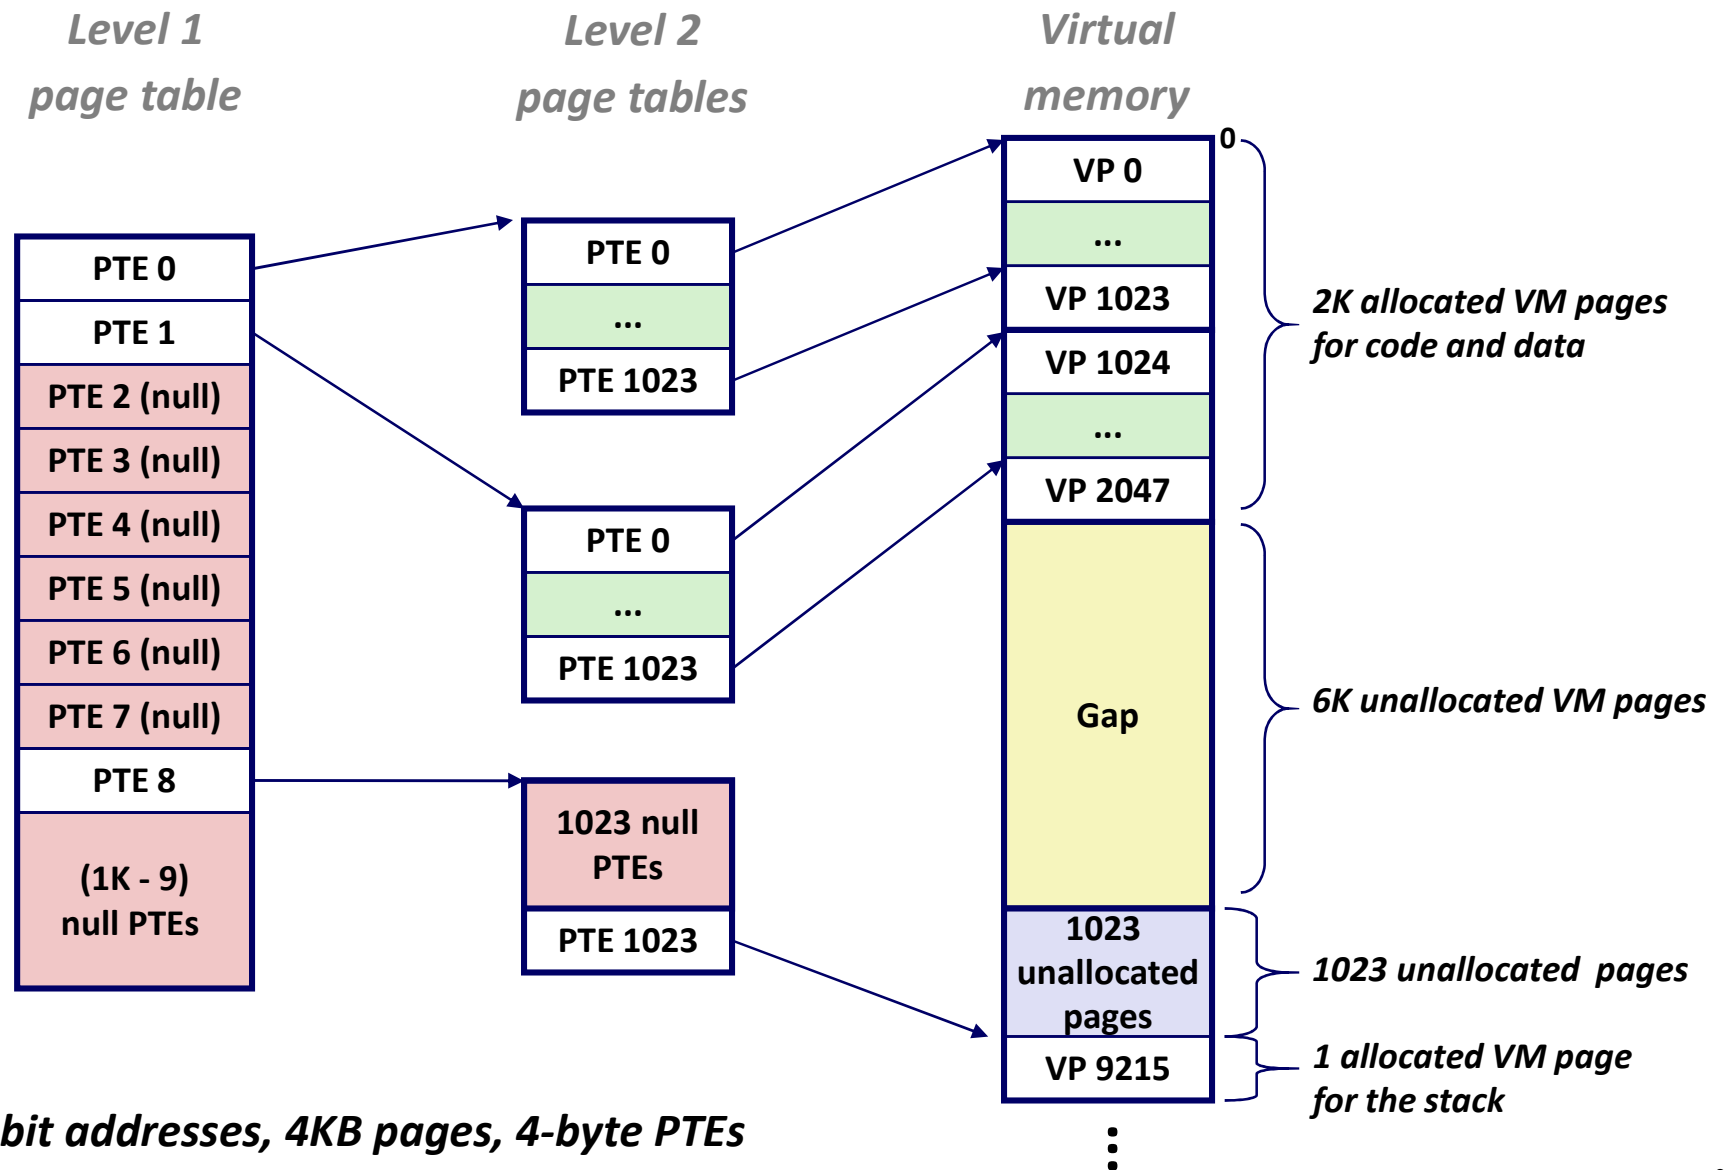 Level 1
page table
Level 2
page tables
Virtual
memory
PTE 0
PTE 1
PTE 2 (null)
PTE 3 (null)
PTE 4 (null)
PTE 5 (null)
PTE 6 (null)
PTE 7 (null)
PTE 8
(1K - 9)
null PTEs
PTE 0
...
PTE 1023
PTE 0
...
PTE 1023
1023 null
PTEs
PTE 1023
0
VP 0
...
VP 1023
VP 1024
...
VP 2047
Gap
1023
unallocated
pages
VP 9215
2K allocated VM pages
for code and data
6K unallocated VM pages
1023 unallocated pages
1 allocated VM page
for the stack
bit addresses, 4KB pages, 4-byte PTEs